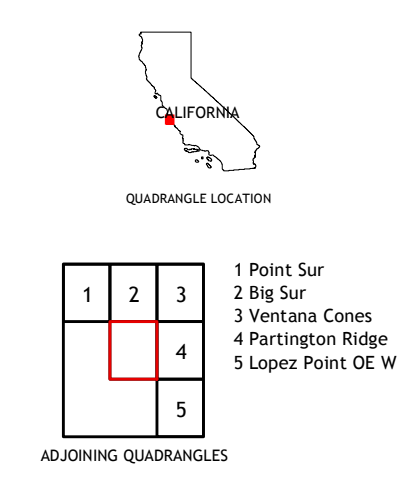 CALIFORNIA
QUADRANGLE LOCATION
1 2 3
4
5
1 Point Sur
2 Big Sur
3 Ventana Cones
4 Partington Ridge
5 Lopez Point OE W
ADJOINING QUADRANGLES